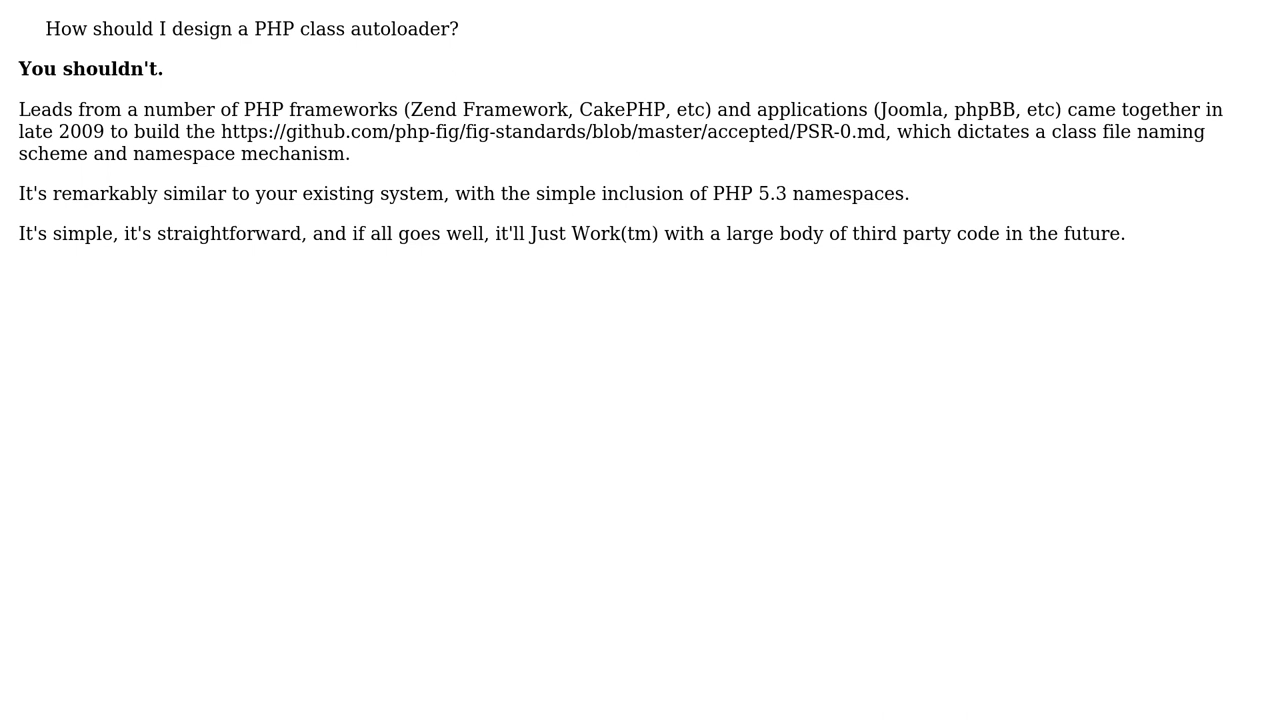 How should I design a PHP class autoloader?
You shouldn't.
Leads from a number of PHP frameworks (Zend Framework, CakePHP, etc) and applications (Joomla, phpBB, etc) came together in
late 2009 to build the https://github.com/php-fig/fig-standards/blob/master/accepted/PSR-0.md, which dictates a class file naming
scheme and namespace mechanism.
It's remarkably similar to your existing system, with the simple inclusion of PHP 5.3 namespaces.
It's simple, it's straightforward, and if all goes well, it'll Just Work(tm) with a large body of third party code in the future.